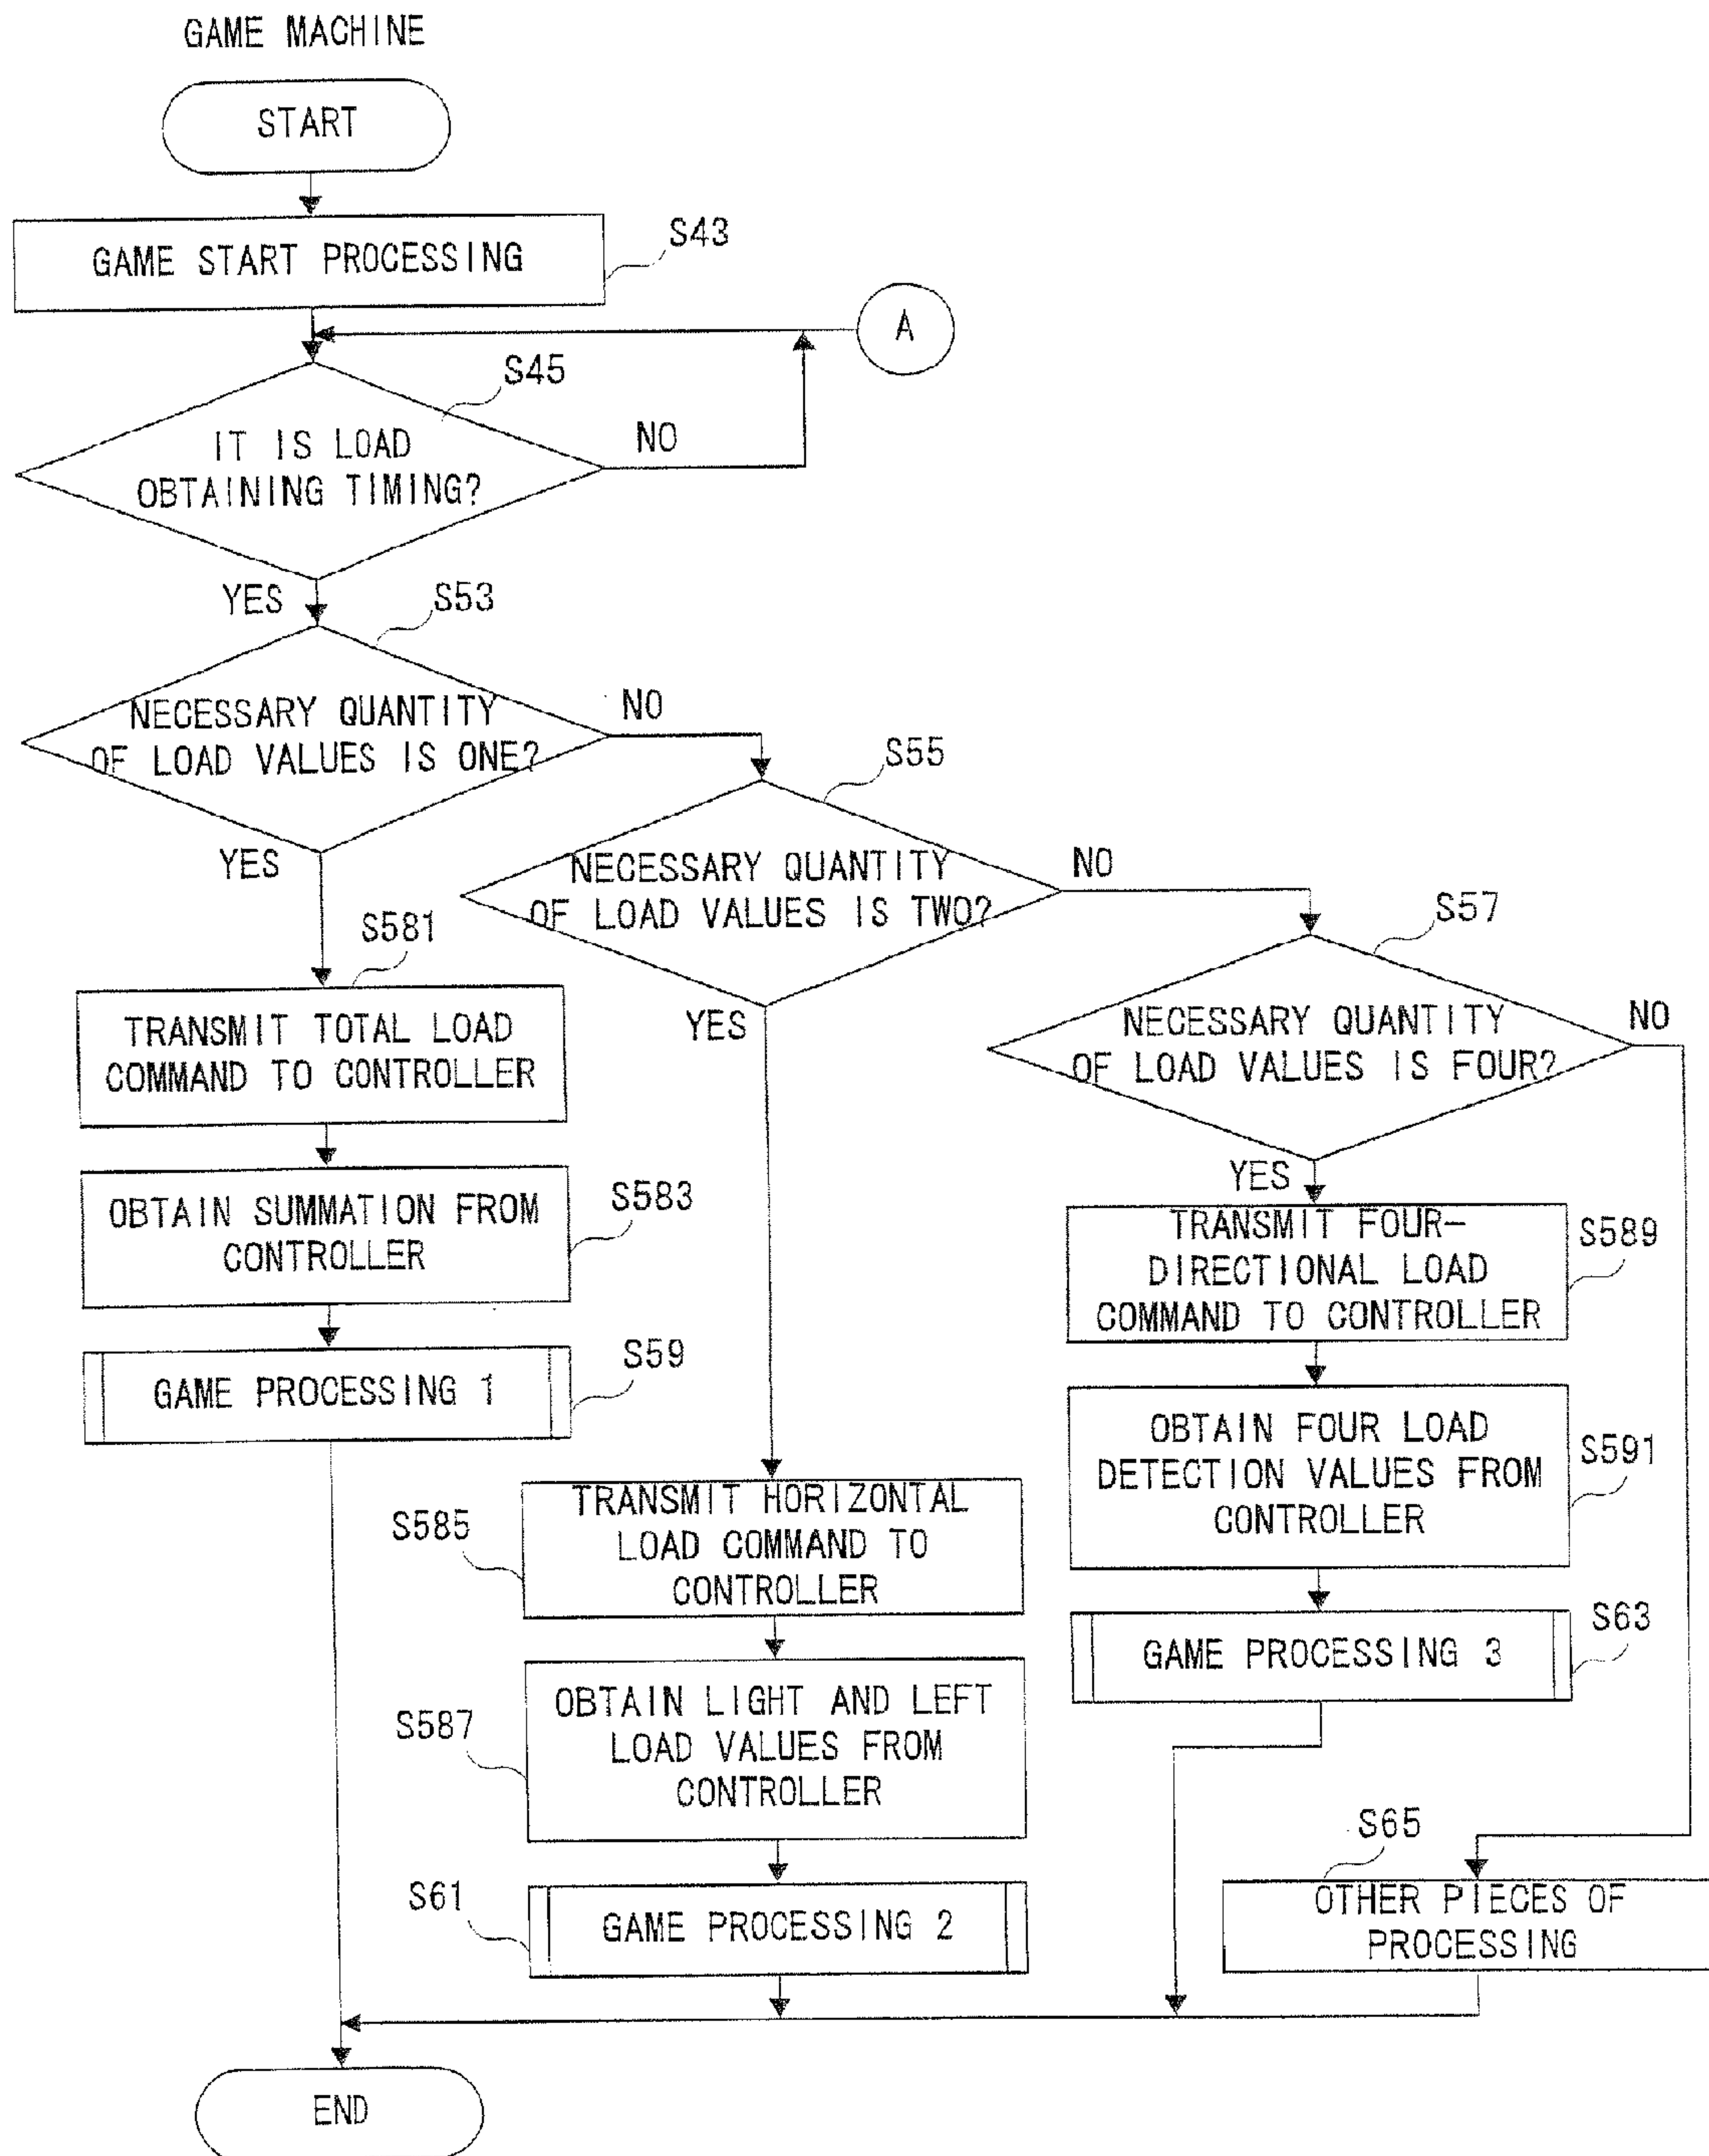 GAME MACHINE
START
GAME START PROCESSING
S43
A
S45
IT IS LOAD
OBTAINING TIMING?
NO
YES
S53
NECESSARY QUANTITY
OF LOAD VALUES IS ONE?
NO
YES
S55
NECESSARY QUANTITY
OF LOAD VALUES IS TWO?
NO
YES
S57
NECESSARY QUANTITY
OF LOAD VALUES IS FOUR?
NO
YES
S581
TRANSMIT TOTAL LOAD
COMMAND TO CONTROLLER
OBTAIN SUMMATION FROM
CONTROLLER
S583
GAME PROCESSING 1
S59
S585
TRANSMIT HORIZONTAL
LOAD COMMAND TO
CONTROLLER
S587
OBTAIN LIGHT AND LEFT
LOAD VALUES FROM
CONTROLLER
S61
GAME PROCESSING 2
TRANSMIT FOUR-
DIRECTIONAL LOAD
COMMAND TO CONTROLLER
S589
OBTAIN FOUR LOAD
DETECTION VALUES FROM
CONTROLLER
S591
GAME PROCESSING 3
S63
S65
OTHER PIECES OF
PROCESSING
END